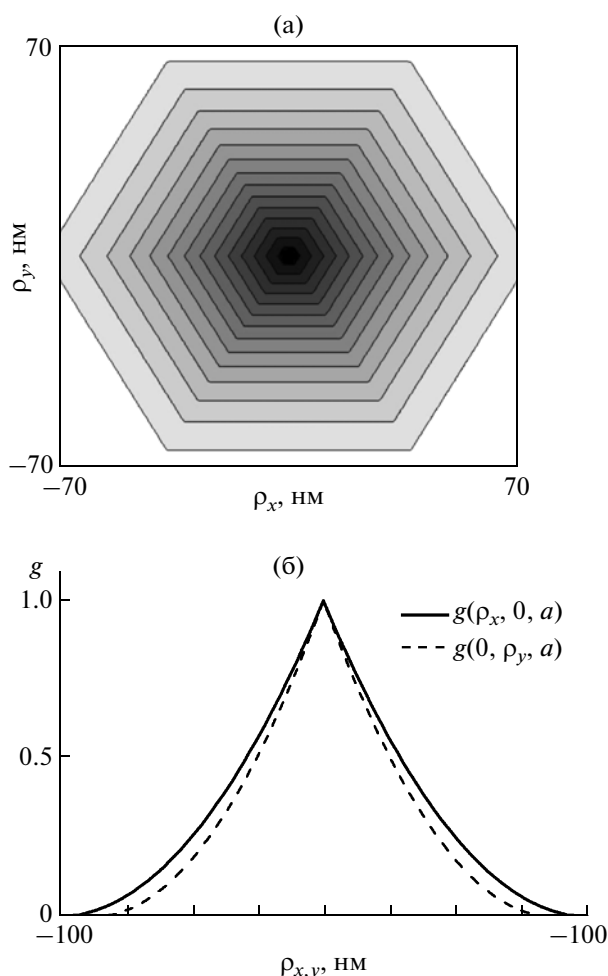 (а)
70
ρy, нм
−70
−70
70
ρx, нм
(б)
g
1.0
g(ρx, 0, a)
g(0, ρy, a)
0.5
0
−100
−100
ρx,y, нм